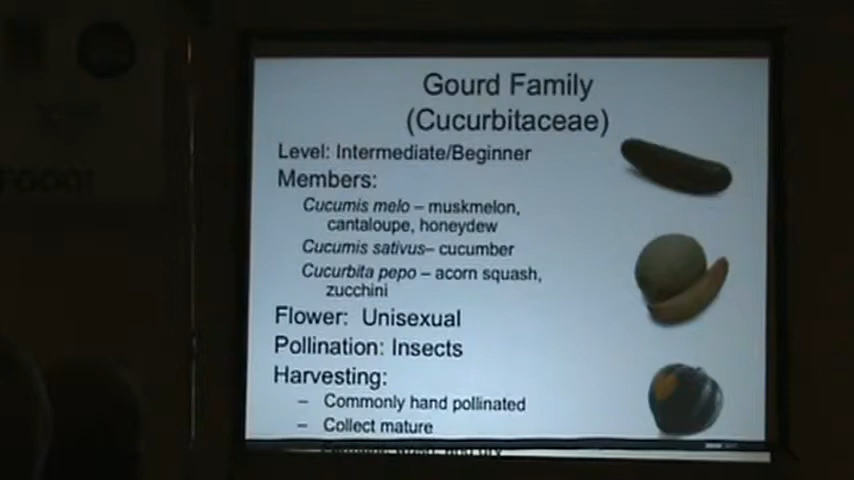 Gourd Family
(Cucurbitaceae)
Level: Intermediate/Beginner
Members:
Cucumis melo – muskmelon,
cantaloupe, honeydew
Cucumis sativus– cucumber
Cucurbita pepo – acorn squash,
zucchini
Flower: Unisexual
Pollination: Insects
Harvesting:
– Commonly hand pollinated
– Collect mature